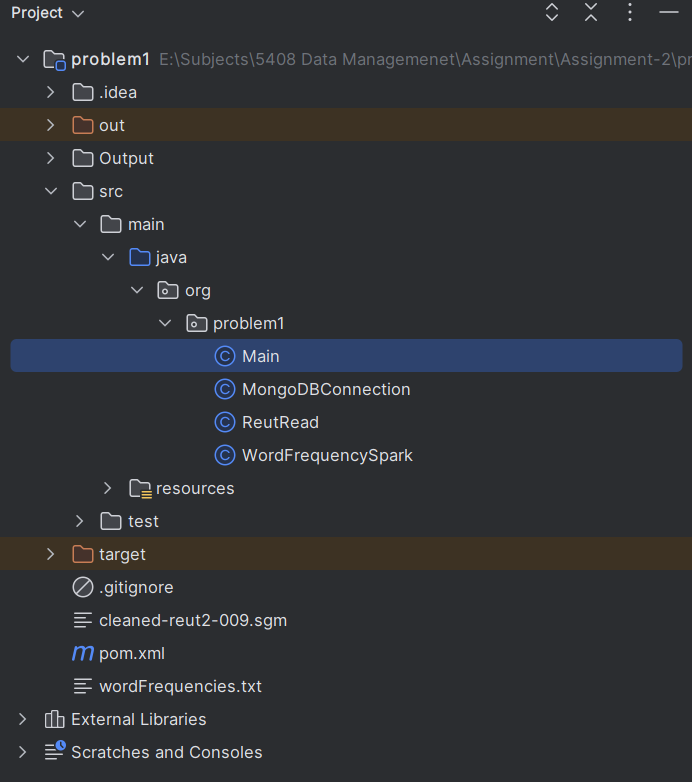 Project
problem1 E:\Subjects\5408 Data Managemenet\Assignment\Assignment-2\pr
.idea
out
Output
src
main
java
org
problem1
Main
MongoDBConnection
ReutRead
WordFrequencySpark
resources
test
target
.gitignore
cleaned-reut2-009.sgm
pom.xml
wordFrequencies.txt
External Libraries
Scratches and Consoles